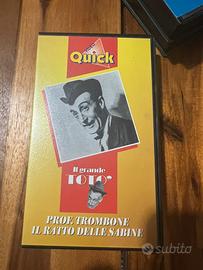 Quick
Il grande
TOTO'
PROF. TROMBONE
IL RATTO DELLE SABINE
subito